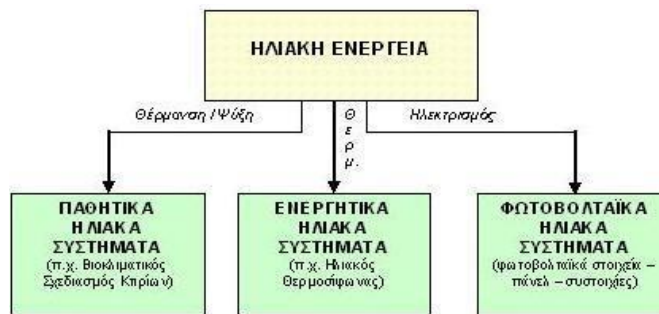 ΗΛΙΑΚΗ ΕΝΕΡΓΕΙΑ
Θέρμανση / Ψύξη
Θερμ.
Ηλεκτρισμός
ΠΑΘΗΤΙΚΑ
ΗΛΙΑΚΑ
ΣΥΣΤΗΜΑΤΑ
(π.χ. Βιοκλιματικός
Σχεδιασμός Κτιρίων)
ΕΝΕΡΓΗΤΙΚΑ
ΗΛΙΑΚΑ
ΣΥΣΤΗΜΑΤΑ
(π.χ. Ηλιακός
Θερμοσίφωνας)
ΦΩΤΟΒΟΛΤΑΪΚΑ
ΗΛΙΑΚΑ
ΣΥΣΤΗΜΑΤΑ
(φωτοβολταϊκά στοιχεία –
πάνελ – συστοιχίες)